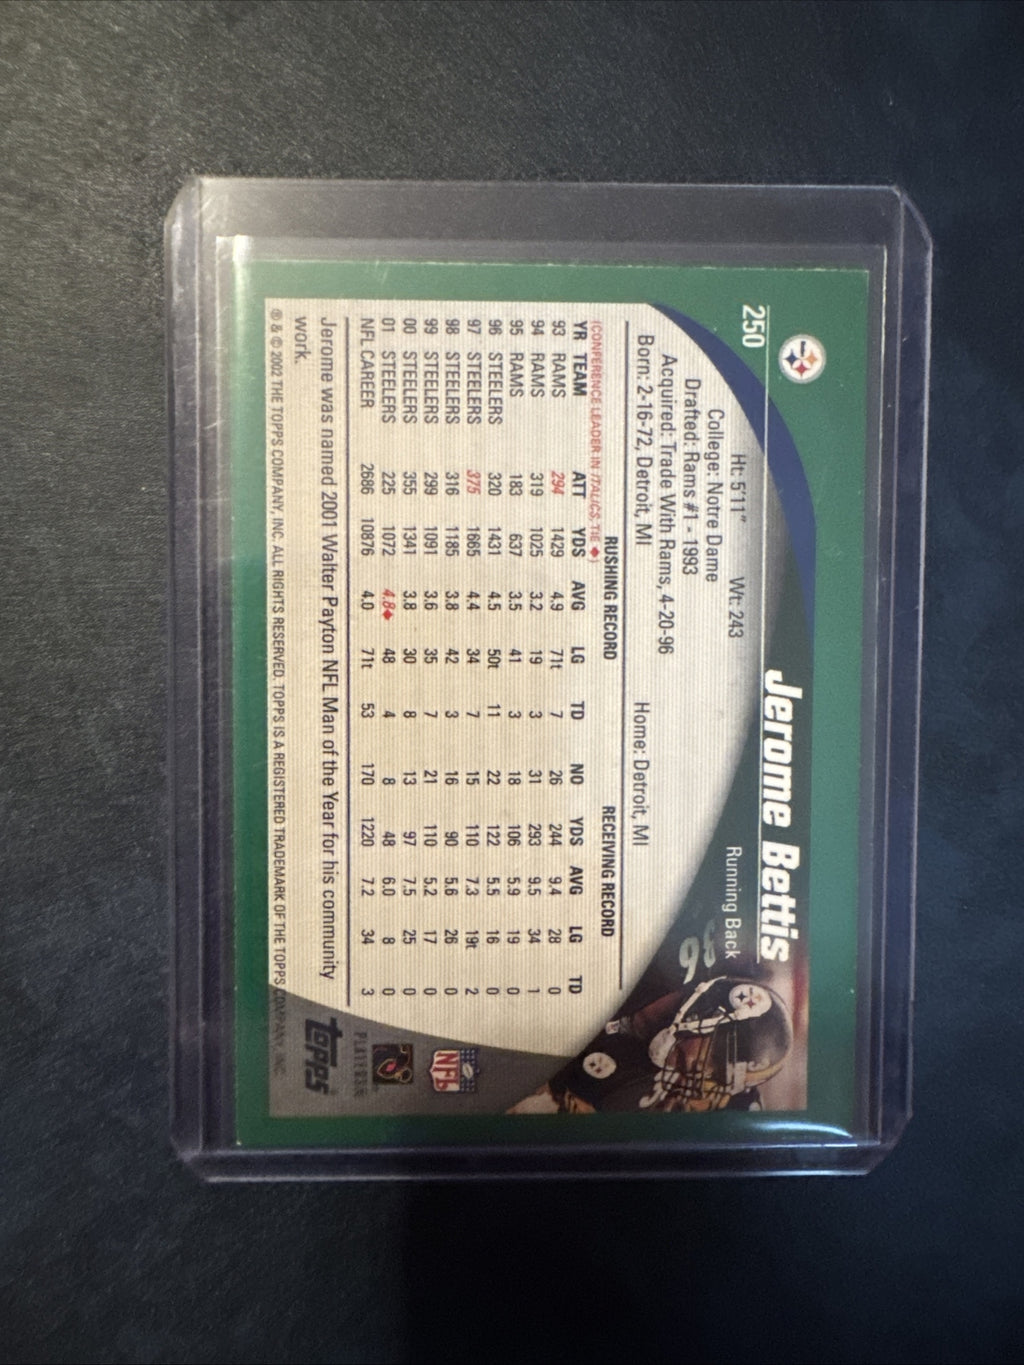 250
Jerome Bettis
Steelers
Running Back
Ht: 5'11" Wt: 243
College: Notre Dame
Drafted: Rams #1 - 1993
Acquired: Trade With Rams, 4-20-96
Born: 2-16-72, Detroit, MI Home: Detroit, MI
RUSHING RECORD RECEIVING RECORD
(CONFERENCE LEADER IN ITALICS, TIE ♦)
YR TEAM ATT YDS AVG LG TD NO YDS AVG LG TD
93 RAMS 294 1429 4.9 71t 7 26 244 9.4 28 0
94 RAMS 319 1025 3.2 19 3 31 293 9.5 34 1
95 RAMS 183 637 3.5 41 3 18 106 5.9 19 0
96 STEELERS 320 1431 4.5 50t 11 22 122 5.5 16 0
97 STEELERS 375 1665 4.4 34 7 15 110 7.3 19t 2
98 STEELERS 316 1185 3.8 42 3 16 90 5.6 26 0
99 STEELERS 299 1091 3.6 35 7 21 110 5.2 17 0
00 STEELERS 355 1341 3.8 30 8 13 97 7.5 25 0
01 STEELERS 225 1072 4.8♦ 48 4 8 48 6.0 8 0
NFL CAREER 2686 10876 4.0 71t 53 170 1220 7.2 34 3
Jerome was named 2001 Walter Payton NFL Man of the Year for his community
work.
NFL
PLAYERS
topps
® & © 2002 THE TOPPS COMPANY, INC. ALL RIGHTS RESERVED. TOPPS IS A REGISTERED TRADEMARK OF THE TOPPS COMPANY, INC.